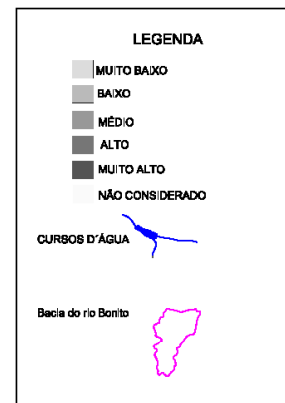 LEGENDA
MUITO BAIXO
BAIXO
MÉDIO
ALTO
MUITO ALTO
NÃO CONSIDERADO
CURSOS D´ÁGUA
Bacia do rio Bonito